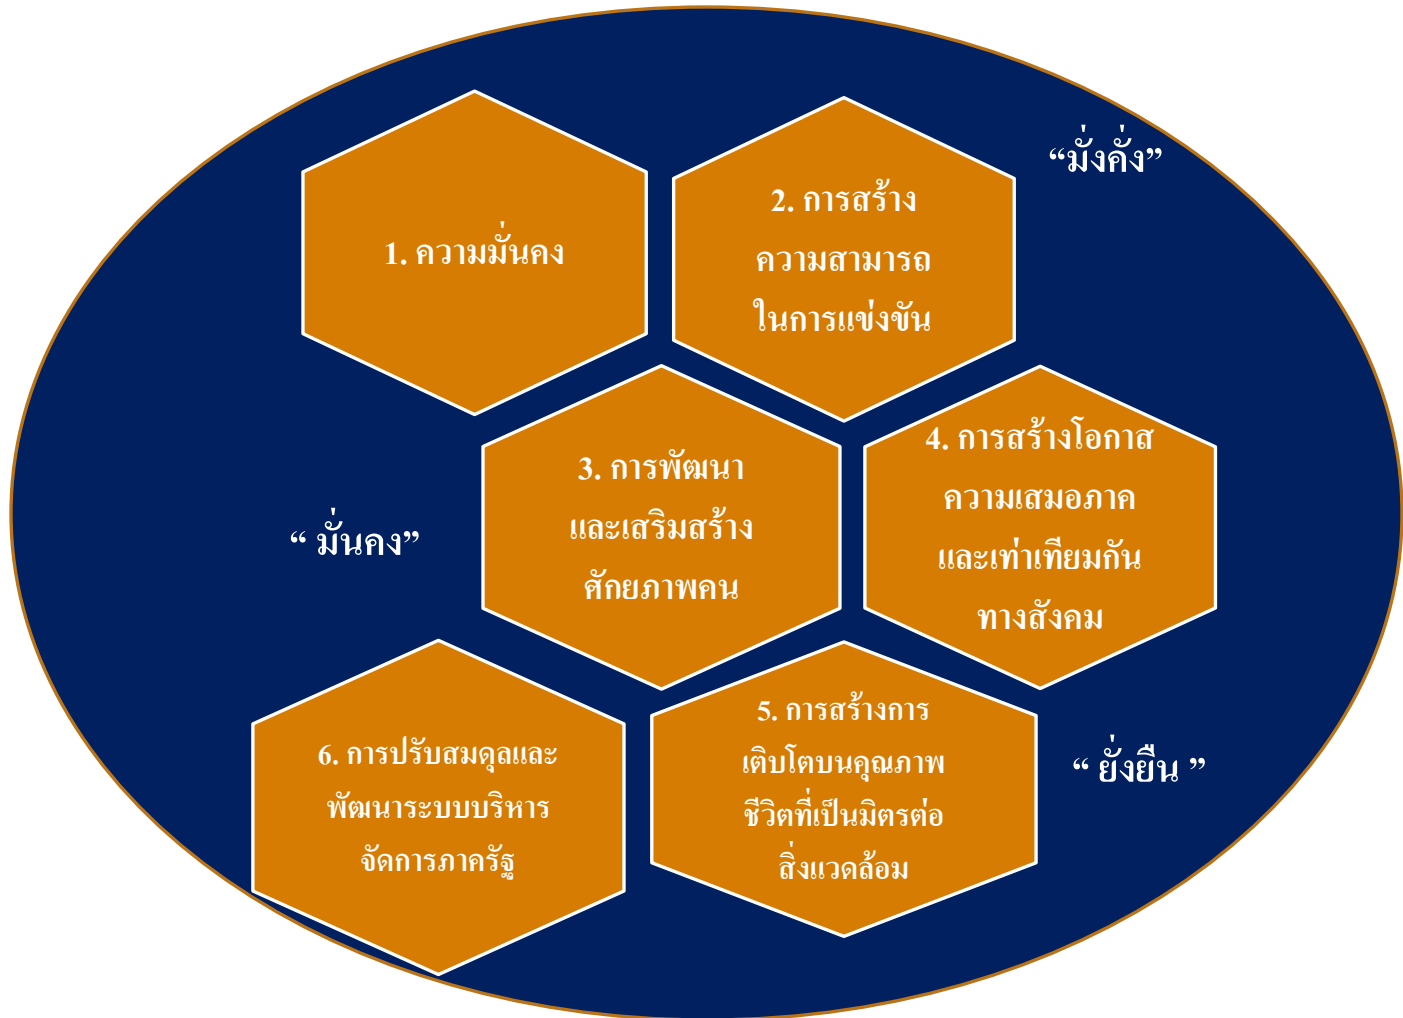 “มั่งคั่ง”
1. ความมั่นคง
2. การสร้าง
ความสามารถ
ในการแข่งขัน
“ มั่นคง”
3. การพัฒนา
และเสริมสร้าง
ศักยภาพคน
4. การสร้างโอกาส
ความเสมอภาค
และเท่าเทียมกัน
ทางสังคม
6. การปรับสมดุลและ
พัฒนาระบบบริหาร
จัดการภาครัฐ
5. การสร้างการ
เติบโตบนคุณภาพ
ชีวิตที่เป็นมิตรต่อ
สิ่งแวดล้อม
“ ยั่งยืน ”